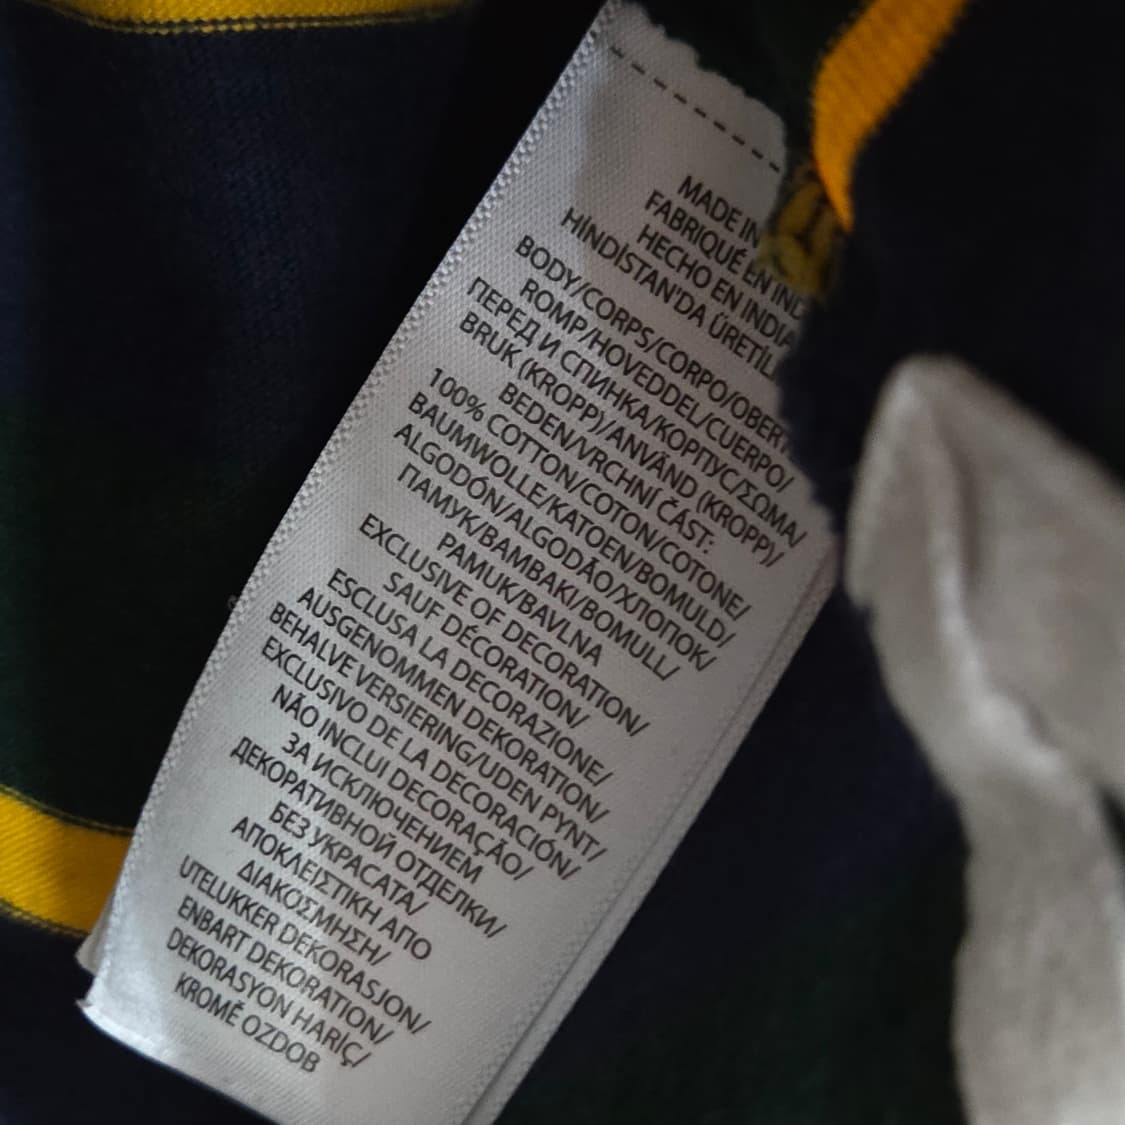 MADE IN
FABRIQUÉ EN
HECHO EN INDIA
HİNDİSTAN'DA
BODY/CORPS/CORPO/OBER
ROMP/HOVEDDEL/CUERPO/
ПЕРЕД И СПИНКА/КОРПУС/ΣΩΜΑ/
BRUK (KROPP)/ANVÄND (KROPP)/
BEDEN/VRCHNÍ ČÁST:
100% COTTON/COTON/COTONE/
BAUMWOLLE/KATOEN/BOMULD/
ALGODÓN/ALGODÃO/ХЛОПОК/
ПАМУК/ΒΑΜΒΑΚΙ/BOMULL/
PAMUK/BAVLNA
EXCLUSIVE OF DECORATION/
SAUF DÉCORATION/
ESCLUSA LA DECORAZIONE/
AUSGENOMMEN DEKORATION/
BEHALVE VERSIERING/UDEN PYNT/
EXCLUSIVO DE LA DECORACIÓN/
NÃO INCLUI DECORAÇÃO/
ЗА ИСКЛЮЧЕНИЕМ
ДЕКОРАТИВНОЙ ОТДЕЛКИ/
БЕЗ УКРАСАТА/
ΑΠΟΚΛΕΙΣΤΙΚΗ ΑΠΟ
ΔΙΑΚΟΣΜΗΣΗ/
UTELUKKER DEKORASJON/
ENBART DEKORATION/
DEKORASYON HARİÇ/
KROMĚ OZDOB